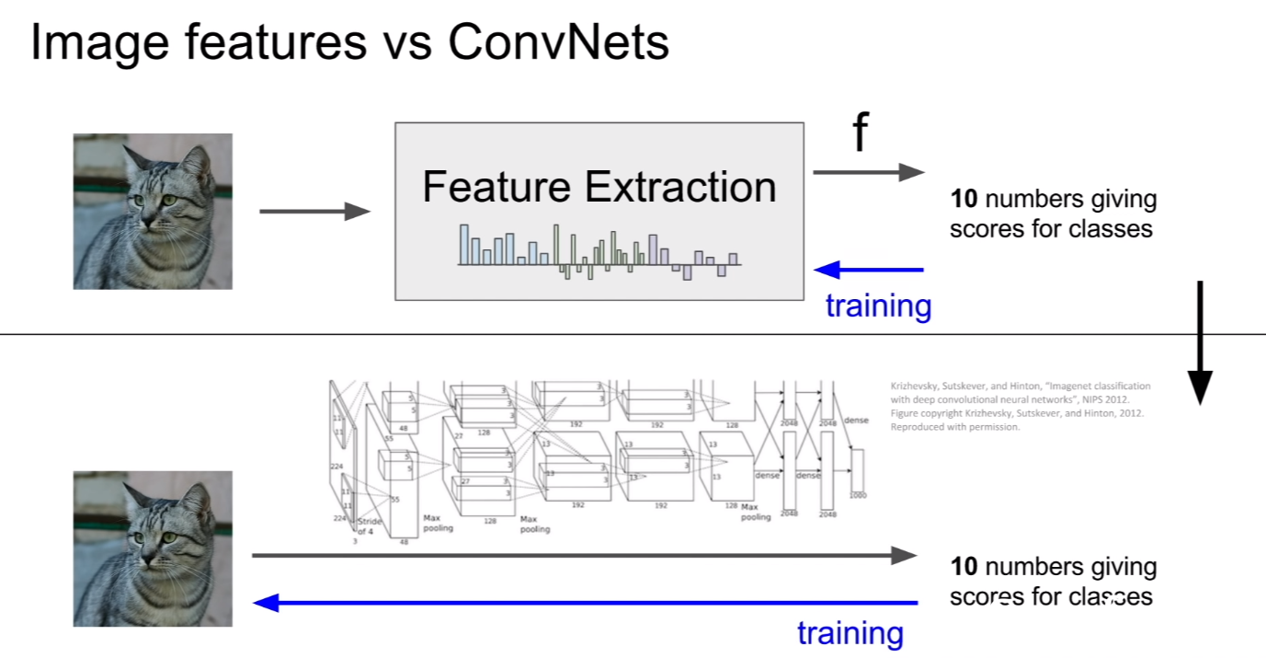 Image features vs ConvNets
f
Feature Extraction
10 numbers giving
scores for classes
training
Krizhevsky, Sutskever, and Hinton, "Imagenet classification
with deep convolutional neural networks", NIPS 2012.
Figure copyright Krizhevsky, Sutskever, and Hinton, 2012.
Reproduced with permission.
11
11
224
11
11
224
3
Stride
of 4
5
5
48
55
5
5
55
48
Max
pooling
3
3
128
27
3
3
27
3
3
128
Max
pooling
3
3
192
13
13
3
3
192
3
3
192
13
13
3
3
192
128
13
13
128
Max
pooling
2048
2048
dense
dense
dense
2048
2048
1000
10 numbers giving
scores for classes
training